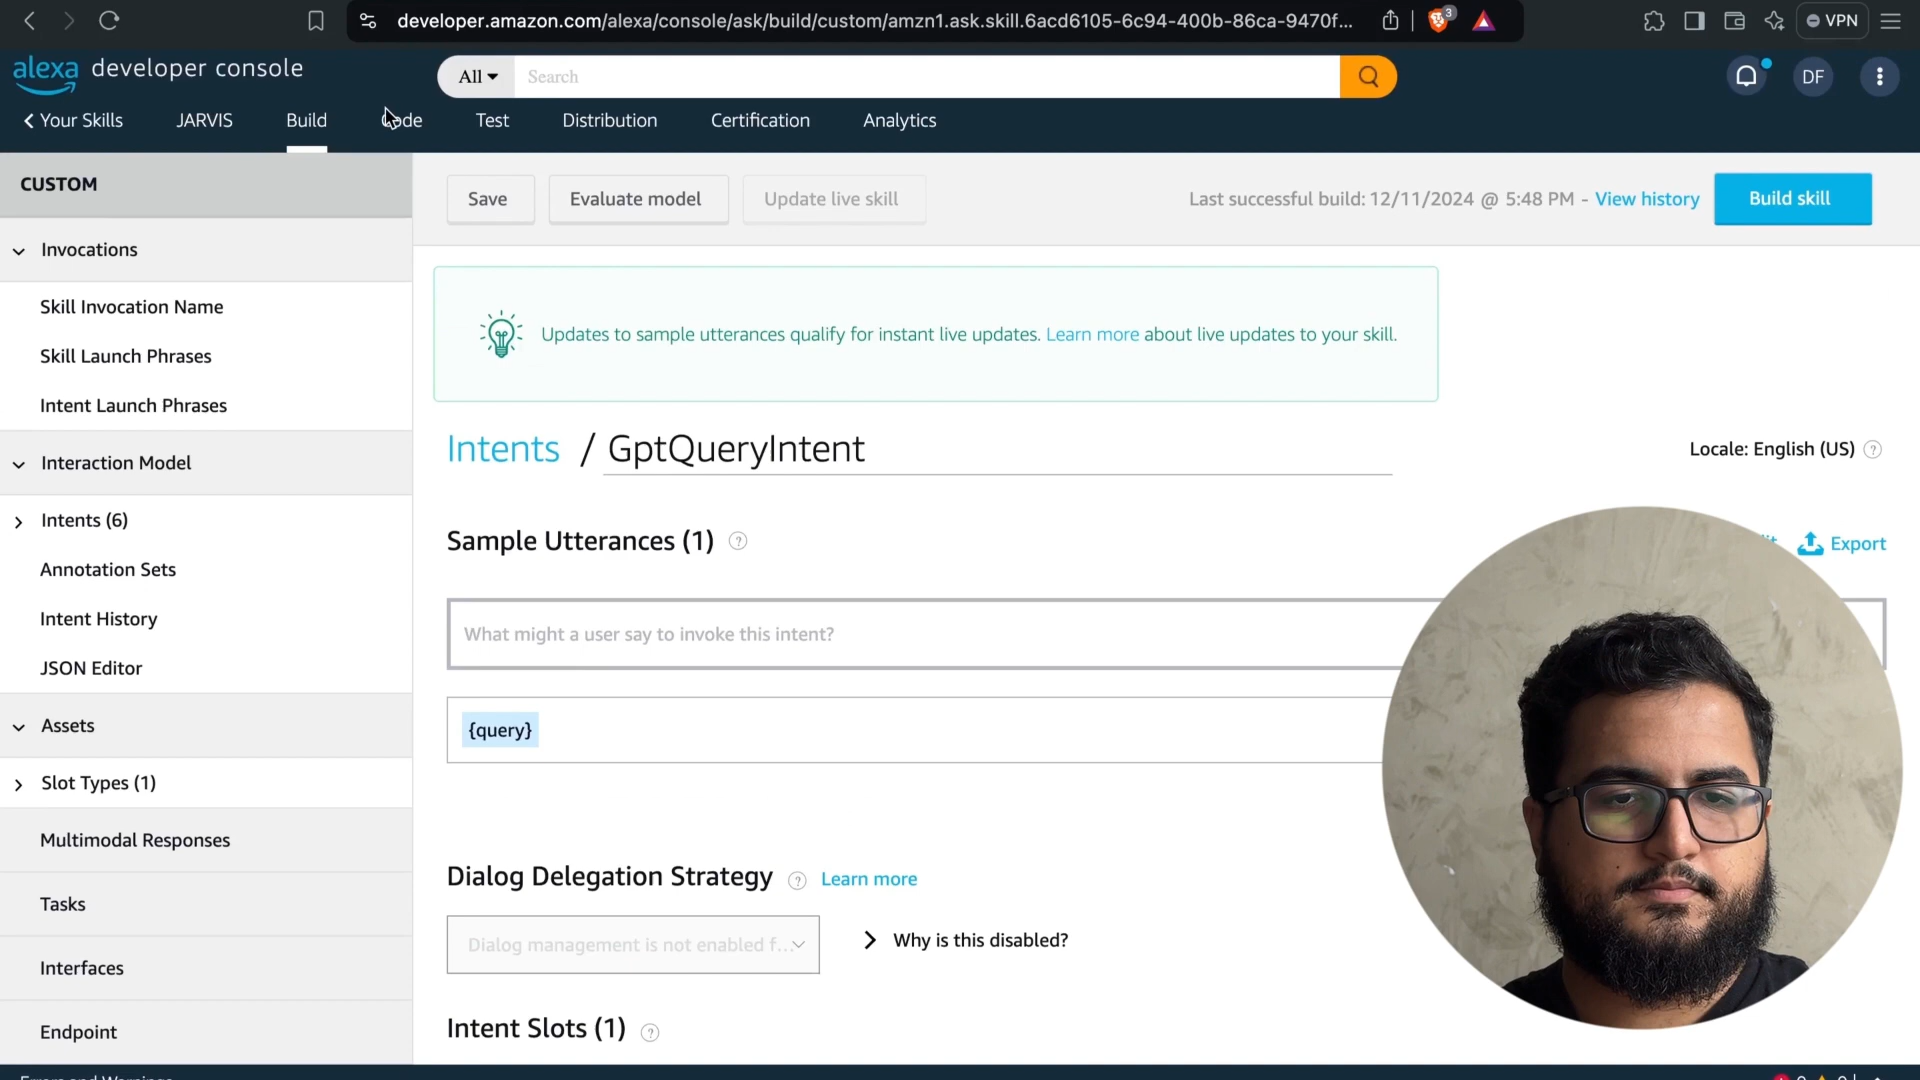 developer.amazon.com/alexa/console/ask/build/custom/amzn1.ask.skill.6acd6105-6c94-400b-86ca-9470f...
3
VPN
alexa developer console
All
Search
DF
Your Skills
JARVIS
Build
Code
Test
Distribution
Certification
Analytics
CUSTOM
Save
Evaluate model
Update live skill
Last successful build: 12/11/2024 @ 5:48 PM - View history
Build skill
Invocations
Skill Invocation Name
Skill Launch Phrases
Intent Launch Phrases
Interaction Model
Intents (6)
Annotation Sets
Intent History
JSON Editor
Assets
Slot Types (1)
Multimodal Responses
Tasks
Interfaces
Endpoint
Updates to sample utterances qualify for instant live updates. Learn more about live updates to your skill.
Intents / GptQueryIntent
Locale: English (US) ?
Sample Utterances (1) ?
Export
What might a user say to invoke this intent?
{query}
Dialog Delegation Strategy ? Learn more
Dialog management is not enabled f...
Why is this disabled?
Intent Slots (1) ?